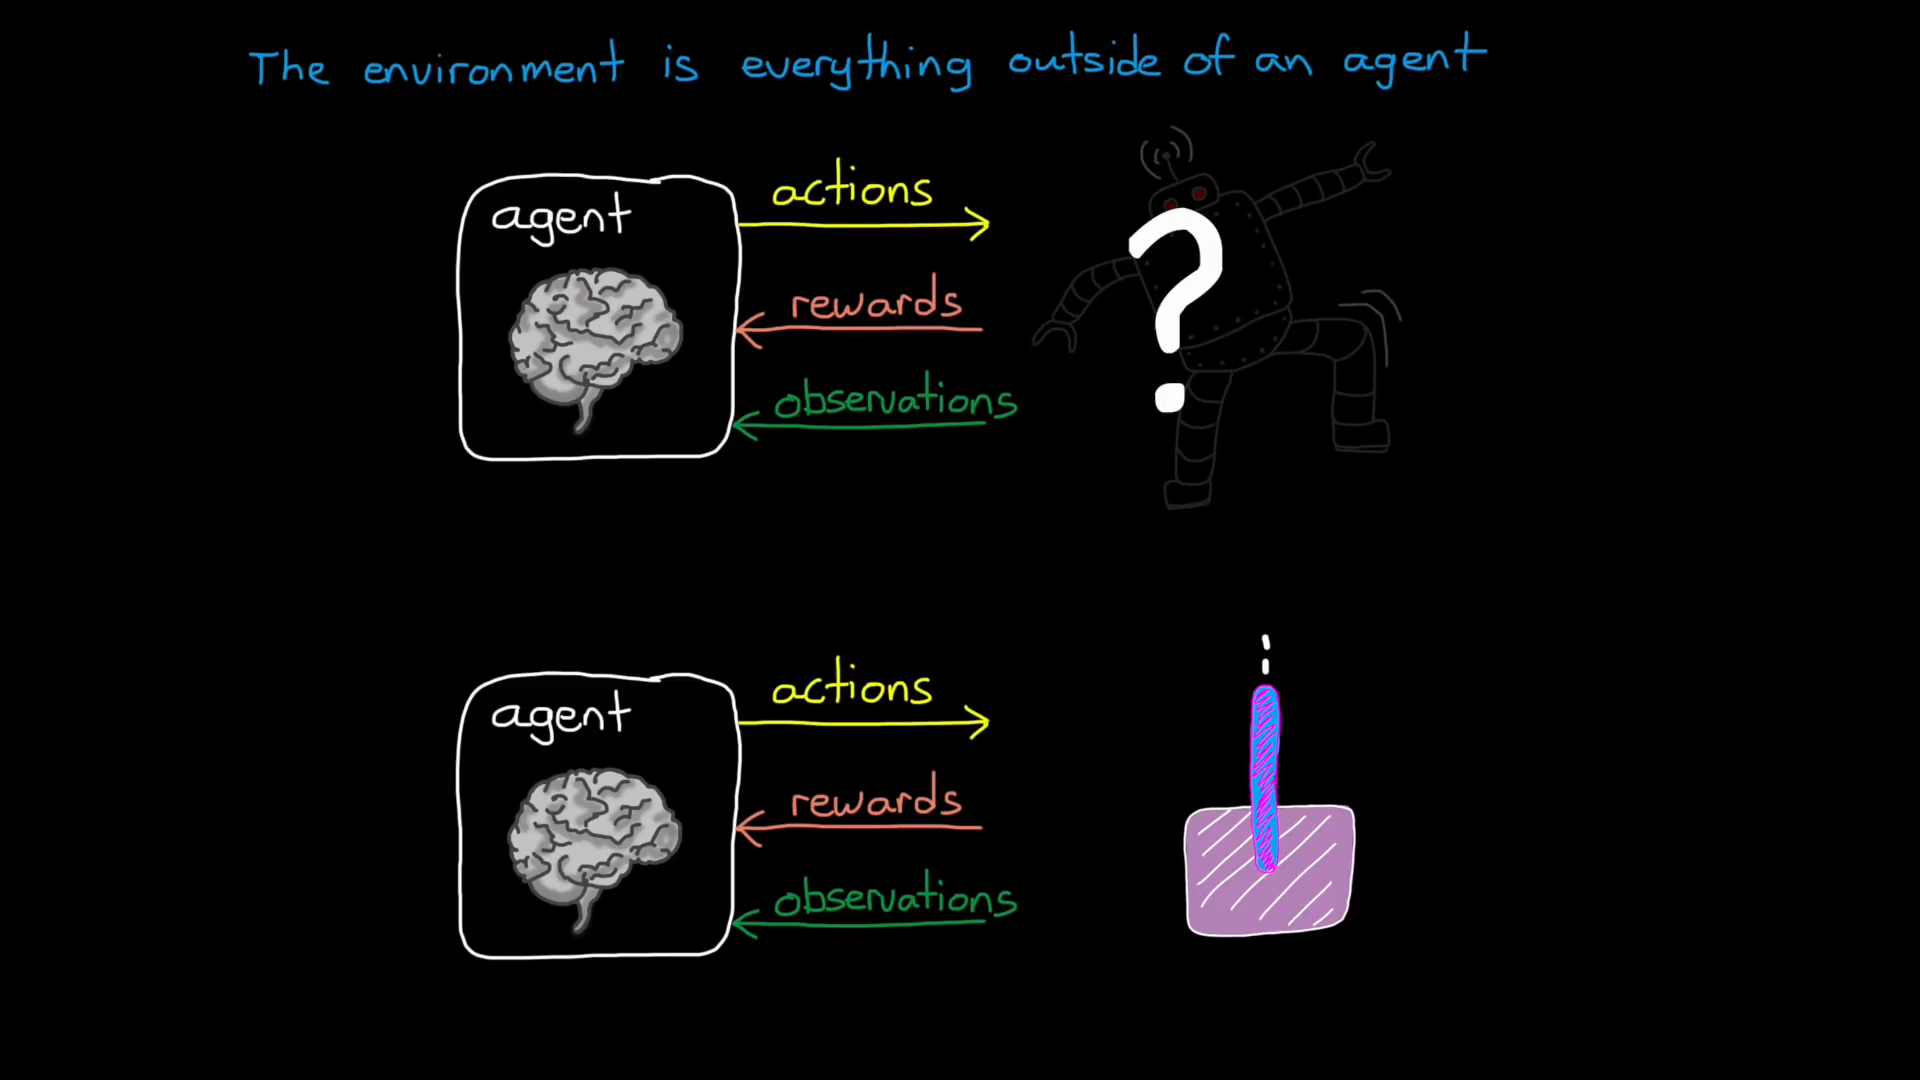 The environment is everything outside of an agent
agent
actions
rewards
observations
?
agent
actions
rewards
observations